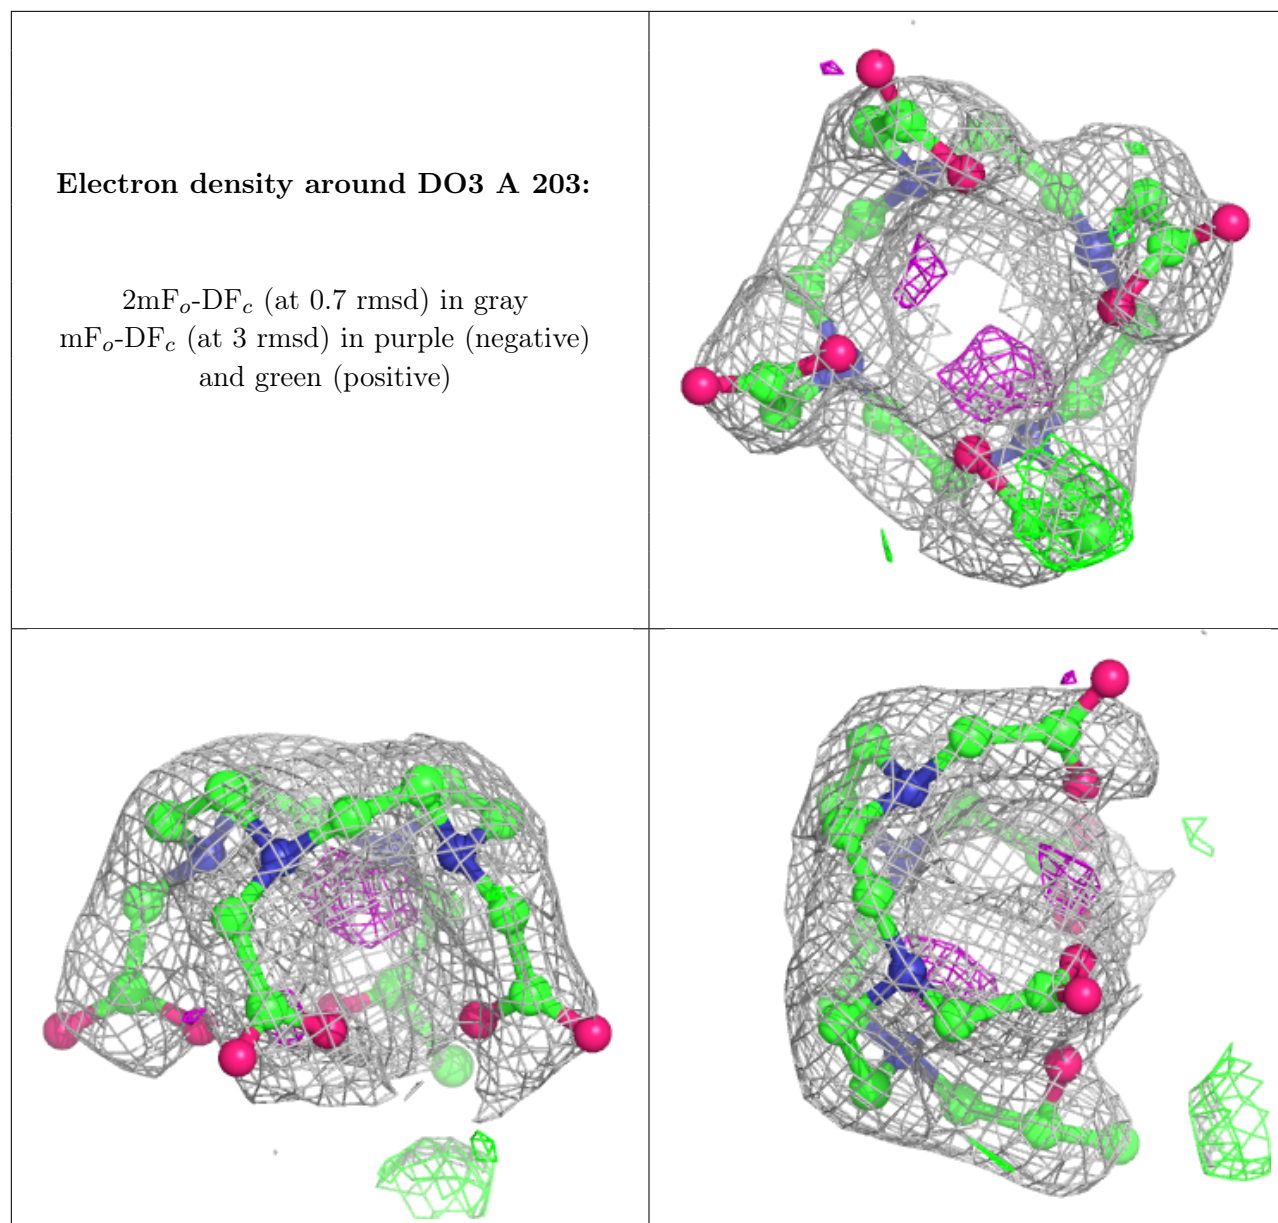 Electron density around DO3 A 203:
2mFo-DFc (at 0.7 rmsd) in gray
mFo-DFc (at 3 rmsd) in purple (negative)
and green (positive)